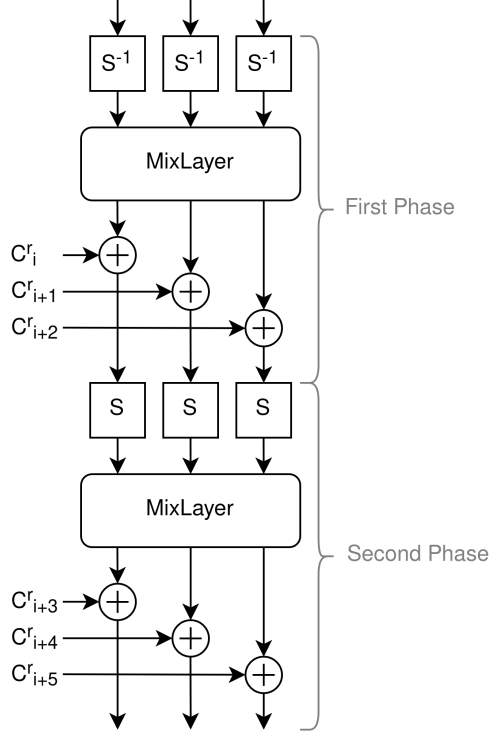 S⁻¹ S⁻¹ S⁻¹
MixLayer
First Phase
Cʳᵢ
Cʳᵢ₊₁
Cʳᵢ₊₂
S S S
MixLayer
Second Phase
Cʳᵢ₊₃
Cʳᵢ₊₄
Cʳᵢ₊₅